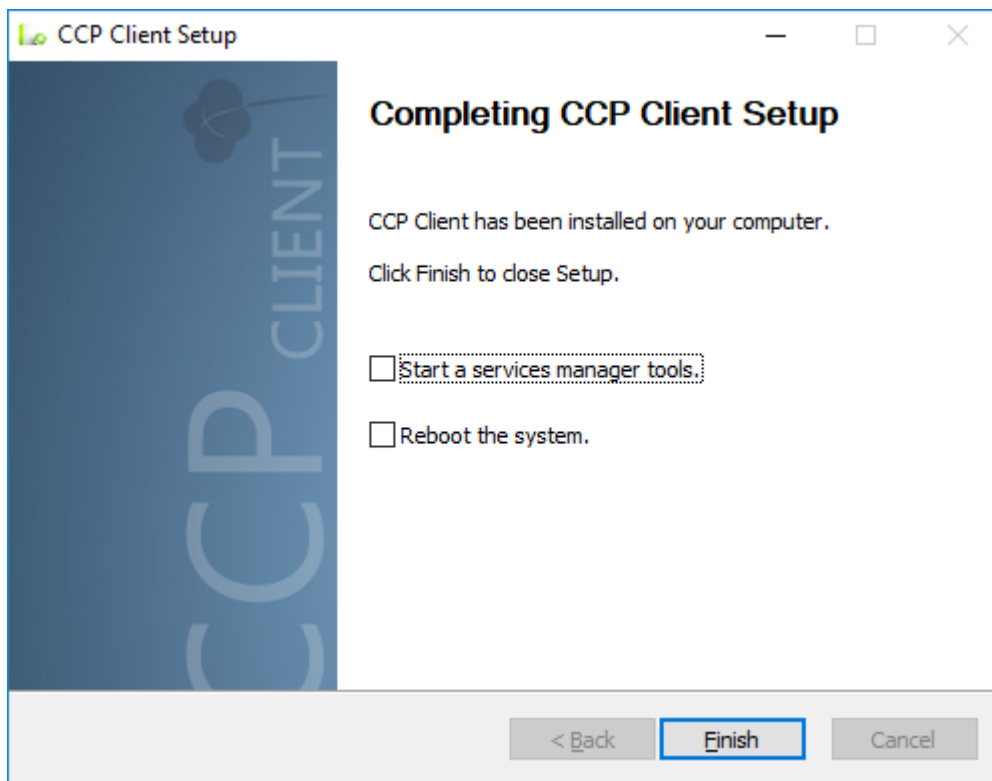 CCP Client Setup
CCP CLIENT
Completing CCP Client Setup
CCP Client has been installed on your computer.
Click Finish to close Setup.
Start a services manager tools.
Reboot the system.
< Back
Finish
Cancel